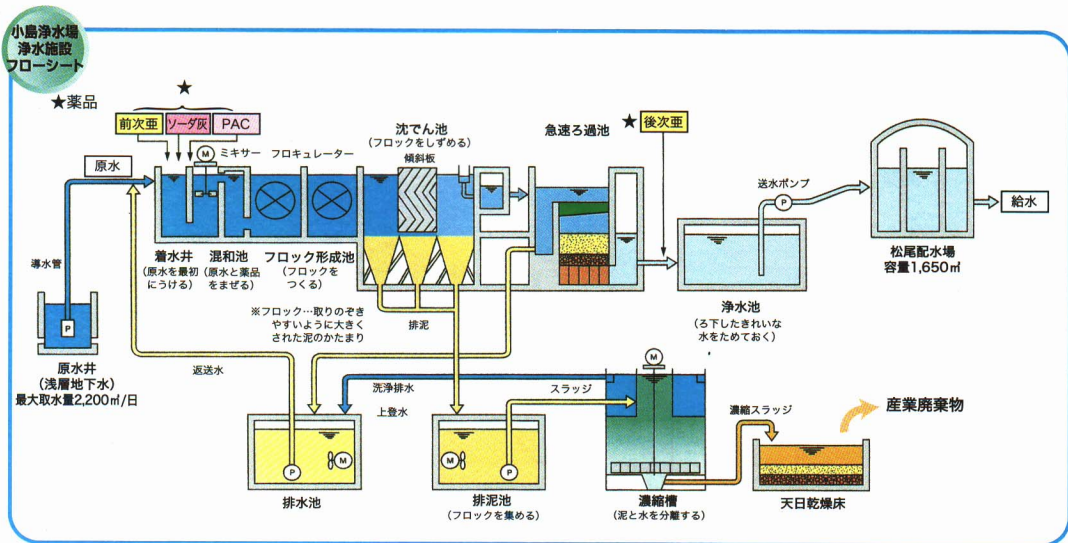 小島浄水場
浄水施設
フローシート
★薬品
★
前次亜
ソーダ灰
PAC
原水
M
ミキサー
フロキュレーター
沈でん池
(フロックをしずめる)
傾斜板
急速ろ過池
★
後次亜
送水ポンプ
P
給水
導水管
着水井
(原水を最初
にうける)
混和池
(原水と薬品
をまぜる)
フロック形成池
(フロックを
つくる)
※フロック…取りのぞき
やすいように大きく
された泥のかたまり
排泥
浄水池
(ろ下したきれいな
水をためておく)
松尾配水場
容量1,650㎥
P
原水井
(浅層地下水)
最大取水量2,200㎥/日
返送水
洗浄排水
上登水
スラッジ
M
濃縮スラッジ
産業廃棄物
P
M
排水池
M
P
排泥池
(フロックを集める)
濃縮槽
(泥と水を分離する)
天日乾燥床